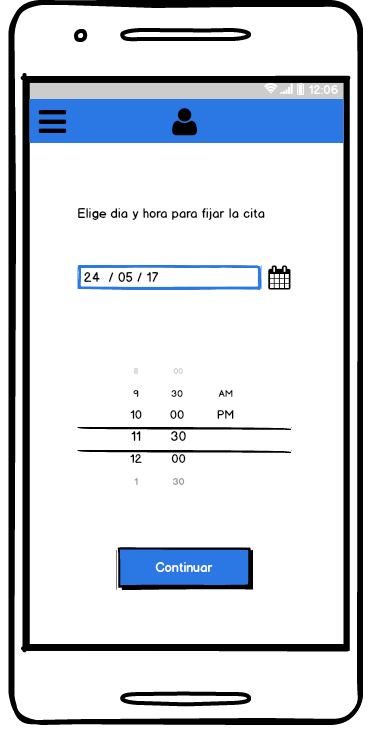 12:06
Elige dia y hora para fijar la cita
24 / 05 / 17
8 00
9 30 AM
10 00 PM
11 30
12 00
1 30
Continuar